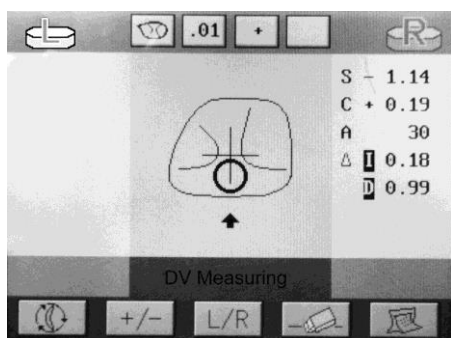 L .01 + R
S - 1.14
C + 0.19
A 30
Δ I 0.18
D 0.99
DV Measuring
+/- L/R